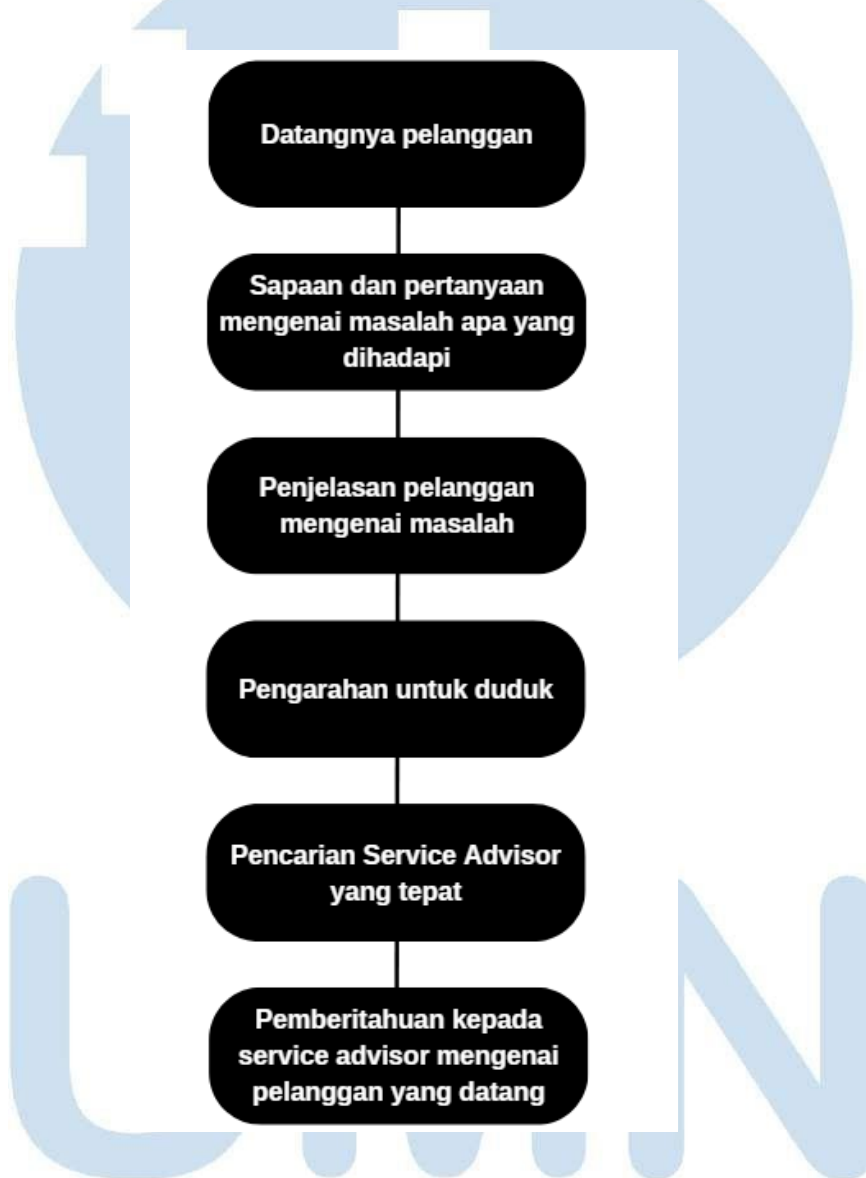 Datangnya pelanggan
Sapaan dan pertanyaan
mengenai masalah apa yang
dihadapi
Penjelasan pelanggan
mengenai masalah
Pengarahan untuk duduk
Pencarian Service Advisor
yang tepat
Pemberitahuan kepada
service advisor mengenai
pelanggan yang datang
UMN